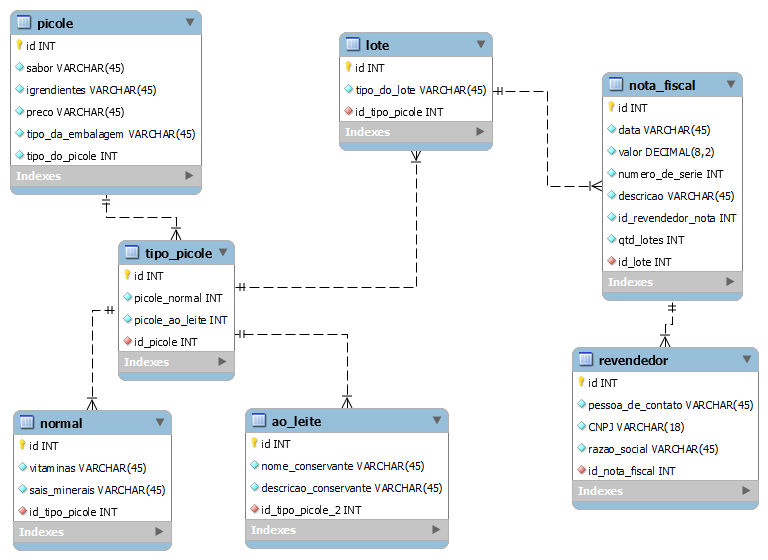 picole
id INT
sabor VARCHAR(45)
igrendientes VARCHAR(45)
preco VARCHAR(45)
tipo_da_embalagem VARCHAR(45)
tipo_do_picole INT
Indexes
lote
id INT
tipo_do_lote VARCHAR(45)
id_tipo_picole INT
Indexes
nota_fiscal
id INT
data VARCHAR(45)
valor DECIMAL(8,2)
numero_de_serie INT
descricao VARCHAR(45)
id_revendedor_nota INT
qtd_lotes INT
id_lote INT
Indexes
tipo_picole
id INT
picole_normal INT
picole_ao_leite INT
id_picole INT
Indexes
revendedor
id INT
pessoa_de_contato VARCHAR(45)
CNPJ VARCHAR(18)
razao_social VARCHAR(45)
id_nota_fiscal INT
Indexes
normal
id INT
vitaminas VARCHAR(45)
sais_minerais VARCHAR(45)
id_tipo_picole INT
Indexes
ao_leite
id INT
nome_conservante VARCHAR(45)
descricao_conservante VARCHAR(45)
id_tipo_picole_2 INT
Indexes